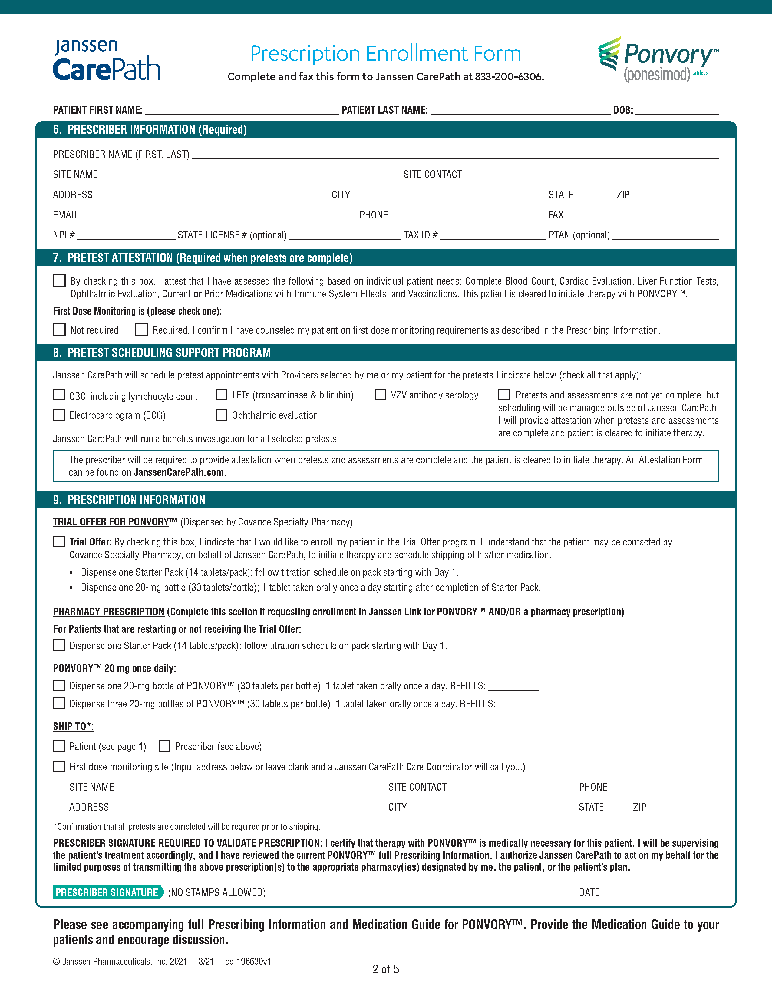 Janssen
CarePath
Prescription Enrollment Form
Complete and fax this form to Janssen CarePath at 833-200-6306.
Ponvory™
(ponesimod) tablets
PATIENT FIRST NAME: PATIENT LAST NAME: DOB:
6. PRESCRIBER INFORMATION (Required)
PRESCRIBER NAME (FIRST, LAST)
SITE NAME SITE CONTACT
ADDRESS CITY STATE ZIP
EMAIL PHONE FAX
NPI # STATE LICENSE # (optional) TAX ID # PTAN (optional)
7. PRETEST ATTESTATION (Required when pretests are complete)
By checking this box, I attest that I have assessed the following based on individual patient needs: Complete Blood Count, Cardiac Evaluation, Liver Function Tests,
Ophthalmic Evaluation, Current or Prior Medications with Immune System Effects, and Vaccinations. This patient is cleared to initiate therapy with PONVORY™.
First Dose Monitoring is (please check one):
Not required Required. I confirm I have counseled my patient on first dose monitoring requirements as described in the Prescribing Information.
8. PRETEST SCHEDULING SUPPORT PROGRAM
Janssen CarePath will schedule pretest appointments with Providers selected by me or my patient for the pretests I indicate below (check all that apply):
CBC, including lymphocyte count LFTs (transaminase & bilirubin) VZV antibody serology
Electrocardiogram (ECG) Ophthalmic evaluation
Pretests and assessments are not yet complete, but
scheduling will be managed outside of Janssen CarePath.
I will provide attestation when pretests and assessments
are complete and patient is cleared to initiate therapy.
Janssen CarePath will run a benefits investigation for all selected pretests.
The prescriber will be required to provide attestation when pretests and assessments are complete and the patient is cleared to initiate therapy. An Attestation Form
can be found on JanssenCarePath.com.
9. PRESCRIPTION INFORMATION
TRIAL OFFER FOR PONVORY™ (Dispensed by Covance Specialty Pharmacy)
Trial Offer: By checking this box, I indicate that I would like to enroll my patient in the Trial Offer program. I understand that the patient may be contacted by
Covance Specialty Pharmacy, on behalf of Janssen CarePath, to initiate therapy and schedule shipping of his/her medication.
• Dispense one Starter Pack (14 tablets/pack); follow titration schedule on pack starting with Day 1.
• Dispense one 20-mg bottle (30 tablets/bottle); 1 tablet taken orally once a day starting after completion of Starter Pack.
PHARMACY PRESCRIPTION (Complete this section if requesting enrollment in Janssen Link for PONVORY™ AND/OR a pharmacy prescription)
For Patients that are restarting or not receiving the Trial Offer:
Dispense one Starter Pack (14 tablets/pack); follow titration schedule on pack starting with Day 1.
PONVORY™ 20 mg once daily:
Dispense one 20-mg bottle of PONVORY™ (30 tablets per bottle), 1 tablet taken orally once a day. REFILLS:
Dispense three 20-mg bottles of PONVORY™ (30 tablets per bottle), 1 tablet taken orally once a day. REFILLS:
SHIP TO*:
Patient (see page 1) Prescriber (see above)
First dose monitoring site (Input address below or leave blank and a Janssen CarePath Care Coordinator will call you.)
SITE NAME SITE CONTACT PHONE
ADDRESS CITY STATE ZIP
*Confirmation that all pretests are completed will be required prior to shipping.
PRESCRIBER SIGNATURE REQUIRED TO VALIDATE PRESCRIPTION: I certify that therapy with PONVORY™ is medically necessary for this patient. I will be supervising
the patient's treatment accordingly, and I have reviewed the current PONVORY™ full Prescribing Information. I authorize Janssen CarePath to act on my behalf for the
limited purposes of transmitting the above prescription(s) to the appropriate pharmacy(ies) designated by me, the patient, or the patient's plan.
PRESCRIBER SIGNATURE (NO STAMPS ALLOWED) DATE
Please see accompanying full Prescribing Information and Medication Guide for PONVORY™. Provide the Medication Guide to your
patients and encourage discussion.
© Janssen Pharmaceuticals, Inc. 2021 3/21 cp-196630v1
2 of 5